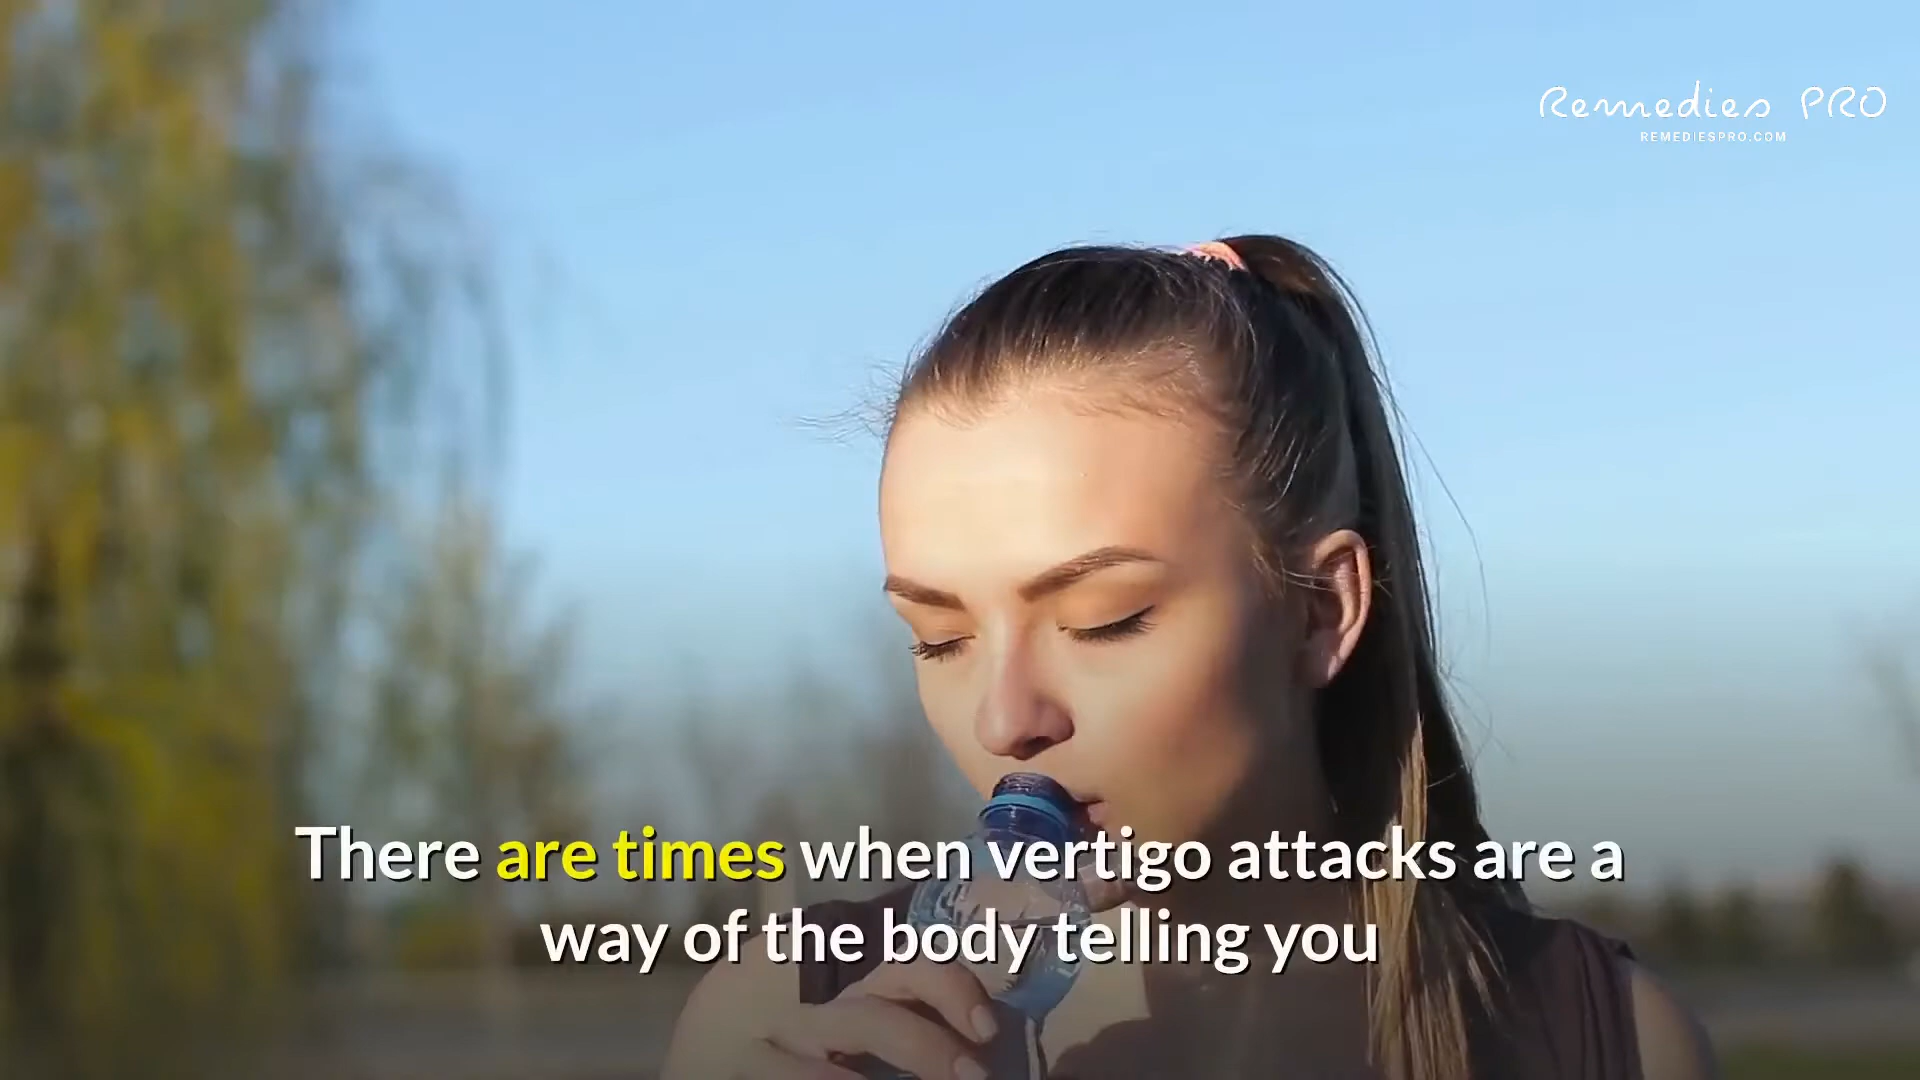 Remedies PRO
REMEDIESPRO.COM
There are times when vertigo attacks are a
way of the body telling you